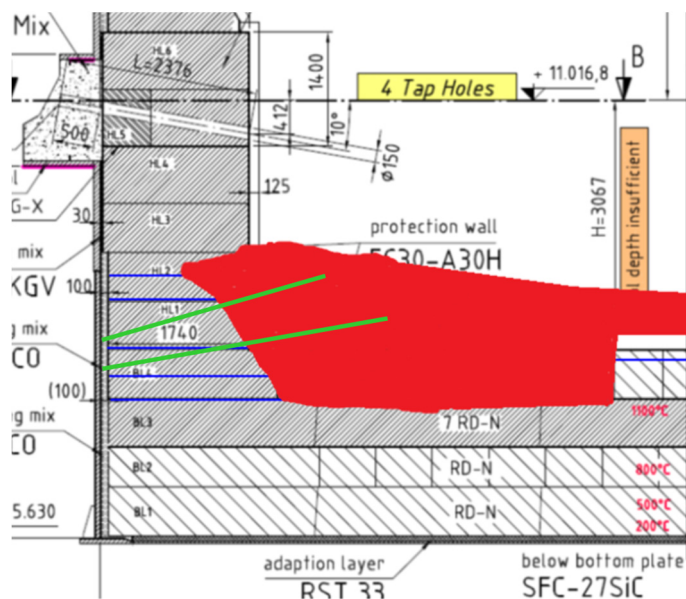 Mix
HL6
L=2376
1400
4 Tap Holes
+ 11.016,8
B
412
10°
500
HL5
HL4
ø150
G-X
125
30
HL3
protection wall
FS30-A30H
H=3067
l depth insufficient
mix
KGV
HL2
100
HL1
g mix
1740
CO
BL4
(100)
ng mix
CO
BL3
7 RD-N
1100°C
BL2
RD-N
800°C
BL1
RD-N
500°C
5.630
200°C
adaption layer
RST 33
below bottom plate
SFC-27SiC